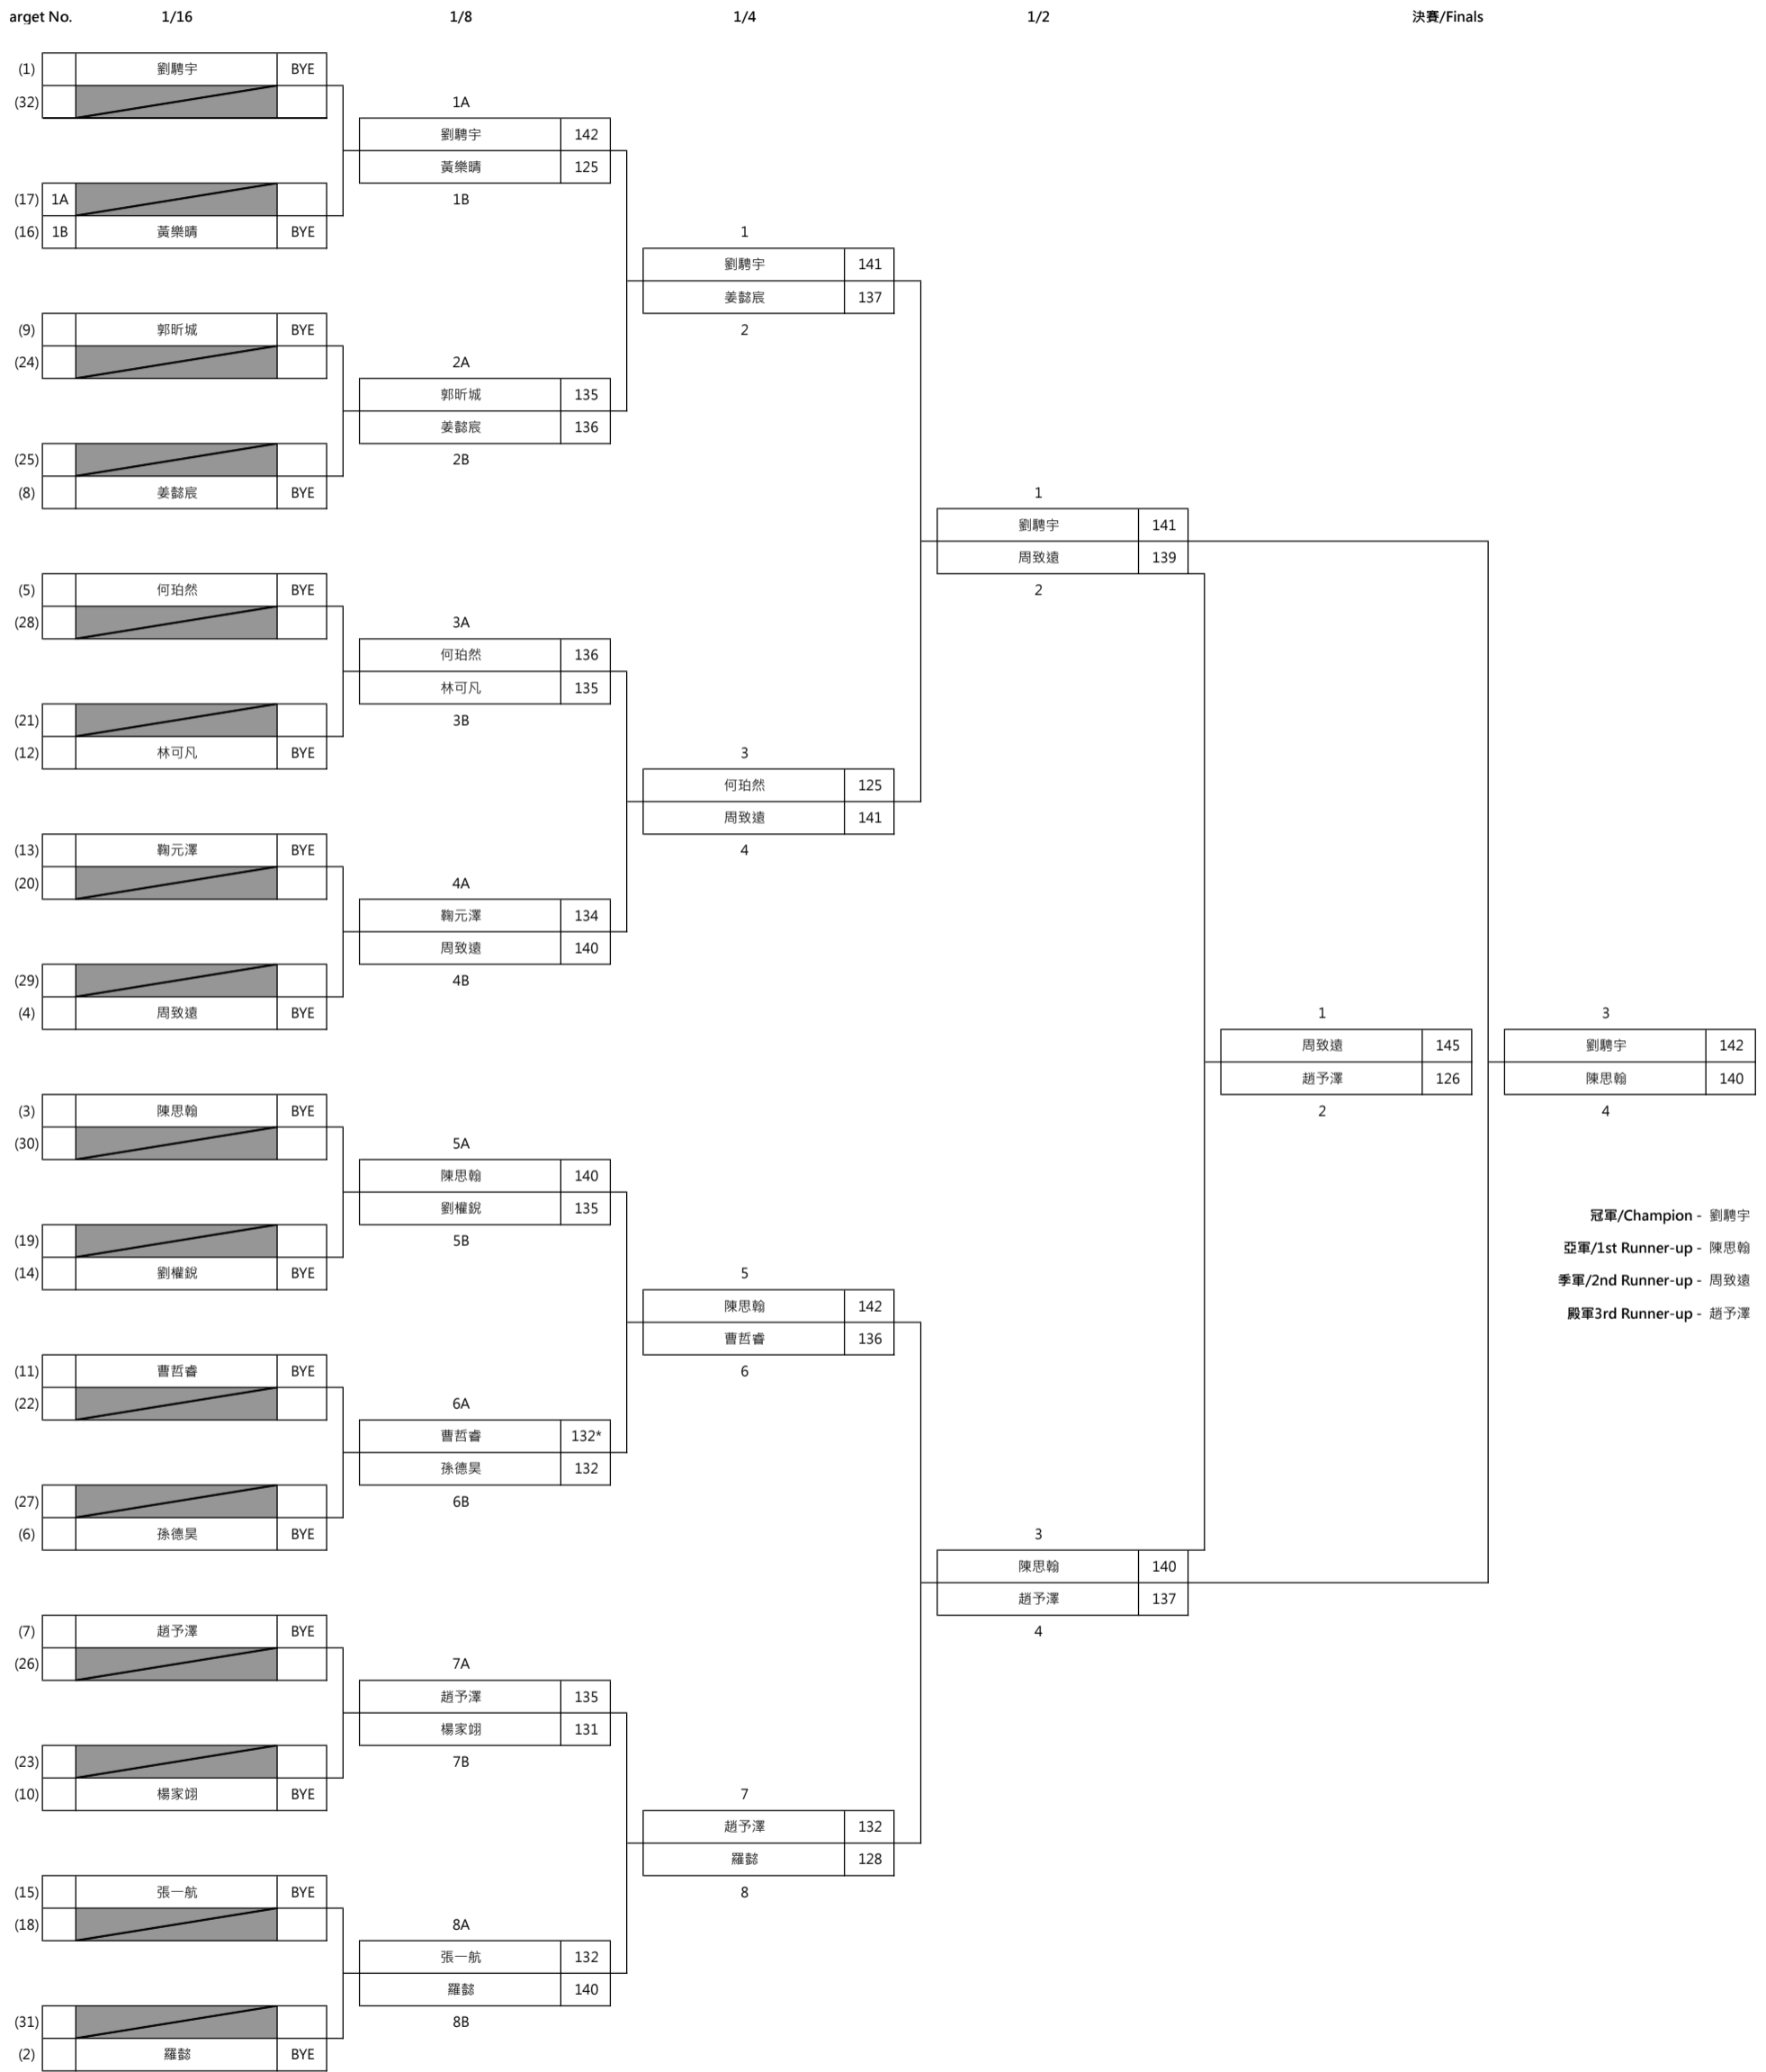 arget No. 1/16 1/8 1/4 1/2 決賽/Finals
(1) 劉騁宇 BYE
(32) 1A
劉騁宇 142
黃樂晴 125
(17) 1A 1B
(16) 1B 黃樂晴 BYE 1
劉騁宇 141
姜懿宸 137
(9) 郭昕城 BYE 2
(24) 2A
郭昕城 135
姜懿宸 136
(25) 2B
(8) 姜懿宸 BYE 1
劉騁宇 141
周致遠 139
(5) 何珀然 BYE 2
(28) 3A
何珀然 136
林可凡 135
(21) 3B
(12) 林可凡 BYE 3
何珀然 125
周致遠 141
(13) 鞠元澤 BYE 4
(20) 4A
鞠元澤 134
周致遠 140
(29) 4B
(4) 周致遠 BYE 1 3
周致遠 145 劉騁宇 142
趙予澤 126 陳思翰 140
(3) 陳思翰 BYE 2 4
(30) 5A
陳思翰 140
劉權銳 135
冠軍/Champion - 劉騁宇
(19) 5B
亞軍/1st Runner-up - 陳思翰
(14) 劉權銳 BYE 5
季軍/2nd Runner-up - 周致遠
陳思翰 142
殿軍3rd Runner-up - 趙予澤
曹哲睿 136
(11) 曹哲睿 BYE 6
(22) 6A
曹哲睿 132*
孫德昊 132
(27) 6B
(6) 孫德昊 BYE 3
陳思翰 140
趙予澤 137
(7) 趙予澤 BYE 4
(26) 7A
趙予澤 135
楊家翊 131
(23) 7B
(10) 楊家翊 BYE 7
趙予澤 132
羅懿 128
(15) 張一航 BYE 8
(18) 8A
張一航 132
羅懿 140
(31) 8B
(2) 羅懿 BYE